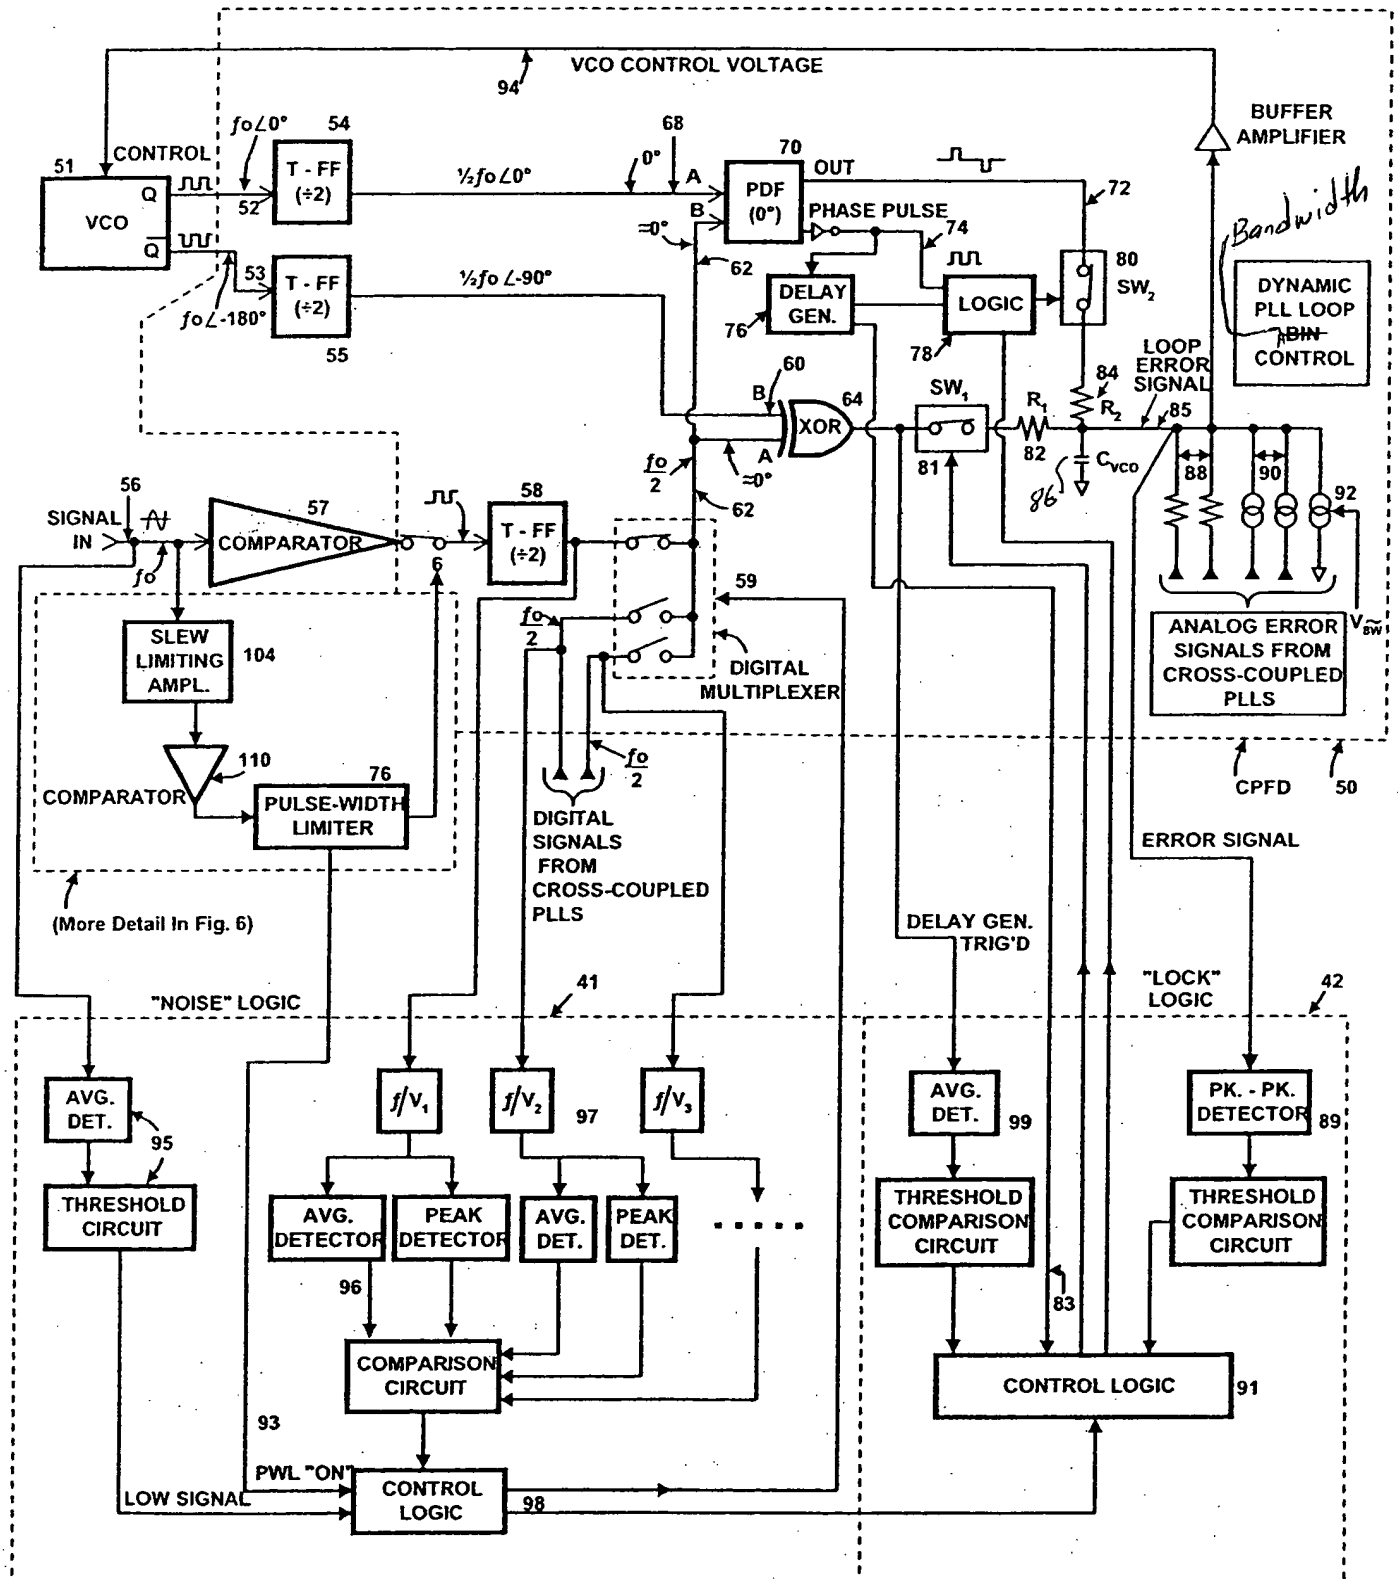 VCO CONTROL VOLTAGE
94
BUFFER
AMPLIFIER
Bandwidth
DYNAMIC
PLL LOOP
BIN
CONTROL
51
CONTROL
VCO
Q
Q
fo∠0°
52
54
T - FF
(÷2)
½fo∠0°
0°
68
A
B
≈0°
62
70
PDF
(0°)
OUT
PHASE PULSE
74
72
fo∠-180°
53
T - FF
(÷2)
55
½fo∠-90°
DELAY
GEN.
76
LOGIC
78
80
SW2
60
B
A
XOR
64
≈0°
fo
2
62
SW1
81
R1
82
84
R2
LOOP
ERROR
SIGNAL
85
86
CVCO
88
90
92
VBW
ANALOG ERROR
SIGNALS FROM
CROSS-COUPLED
PLLS
56
SIGNAL
IN
fo
57
COMPARATOR
6
58
T - FF
(÷2)
59
DIGITAL
MULTIPLEXER
fo
2
fo
2
DIGITAL
SIGNALS
FROM
CROSS-COUPLED
PLLS
SLEW
LIMITING
AMPL.
104
110
COMPARATOR
76
PULSE-WIDTH
LIMITER
(More Detail In Fig. 6)
CPFD
50
ERROR SIGNAL
DELAY GEN.
TRIG'D
"NOISE" LOGIC
41
"LOCK"
LOGIC
42
AVG.
DET.
95
THRESHOLD
CIRCUIT
f/V1
f/V2
97
f/V3
AVG.
DETECTOR
PEAK
DETECTOR
AVG.
DET.
PEAK
DET.
96
COMPARISON
CIRCUIT
93
PWL "ON"
LOW SIGNAL
CONTROL
LOGIC
98
AVG.
DET.
99
THRESHOLD
COMPARISON
CIRCUIT
PK. - PK.
DETECTOR
89
THRESHOLD
COMPARISON
CIRCUIT
83
CONTROL LOGIC
91